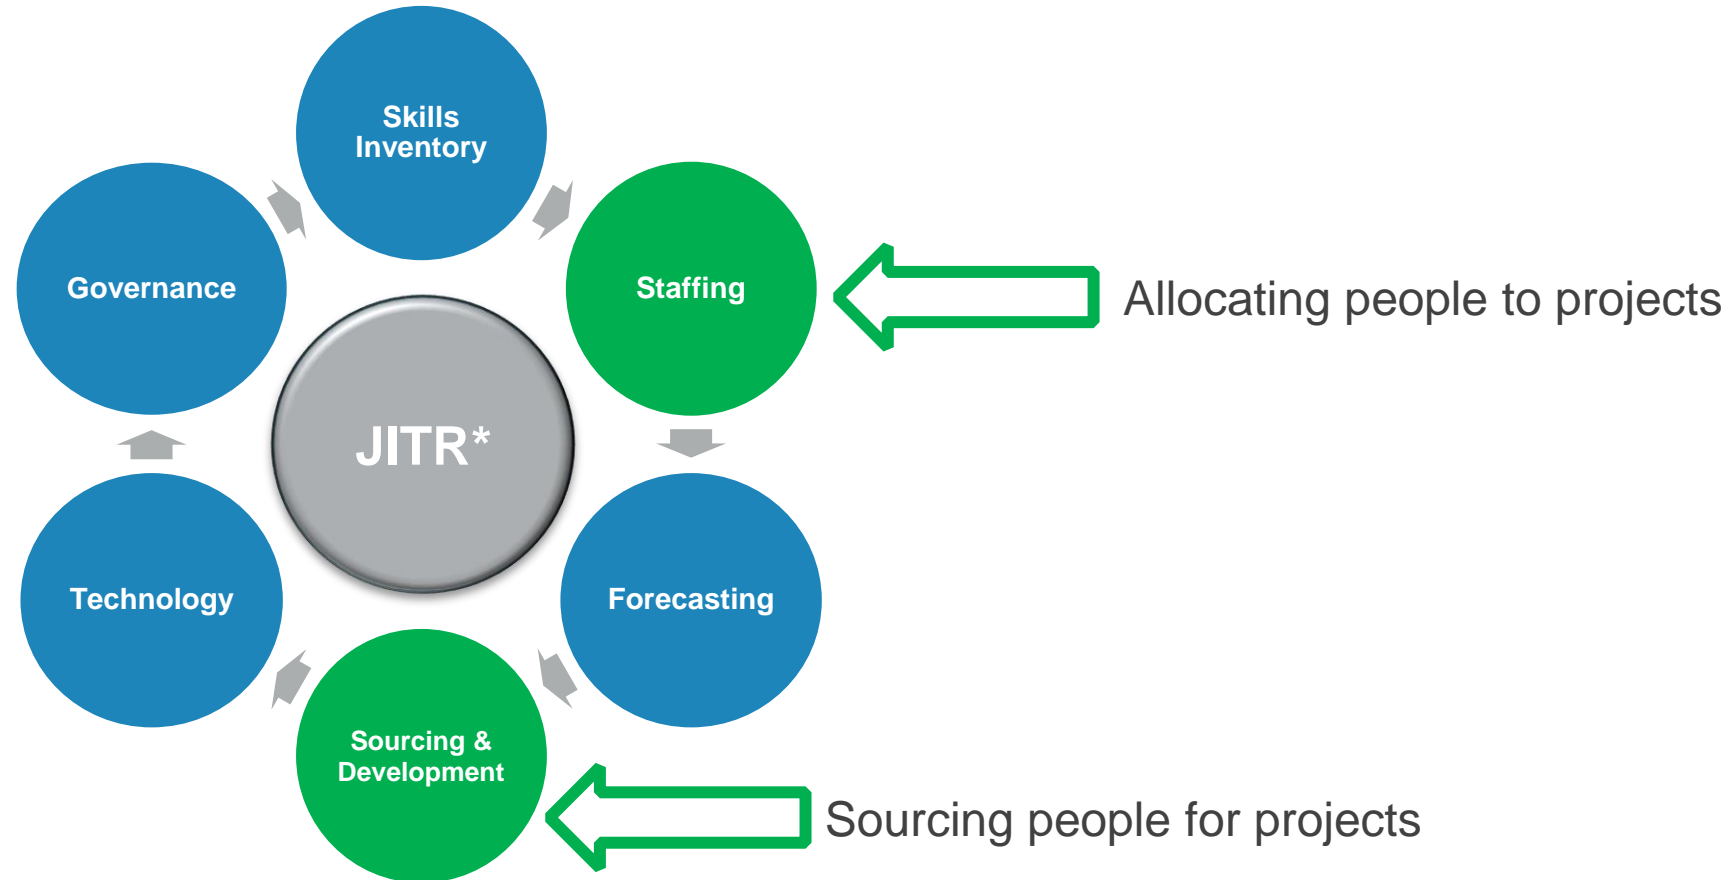 Skills
Inventory
Governance
Staffing
Allocating people to projects
JITR*
Technology
Forecasting
Sourcing &
Development
Sourcing people for projects